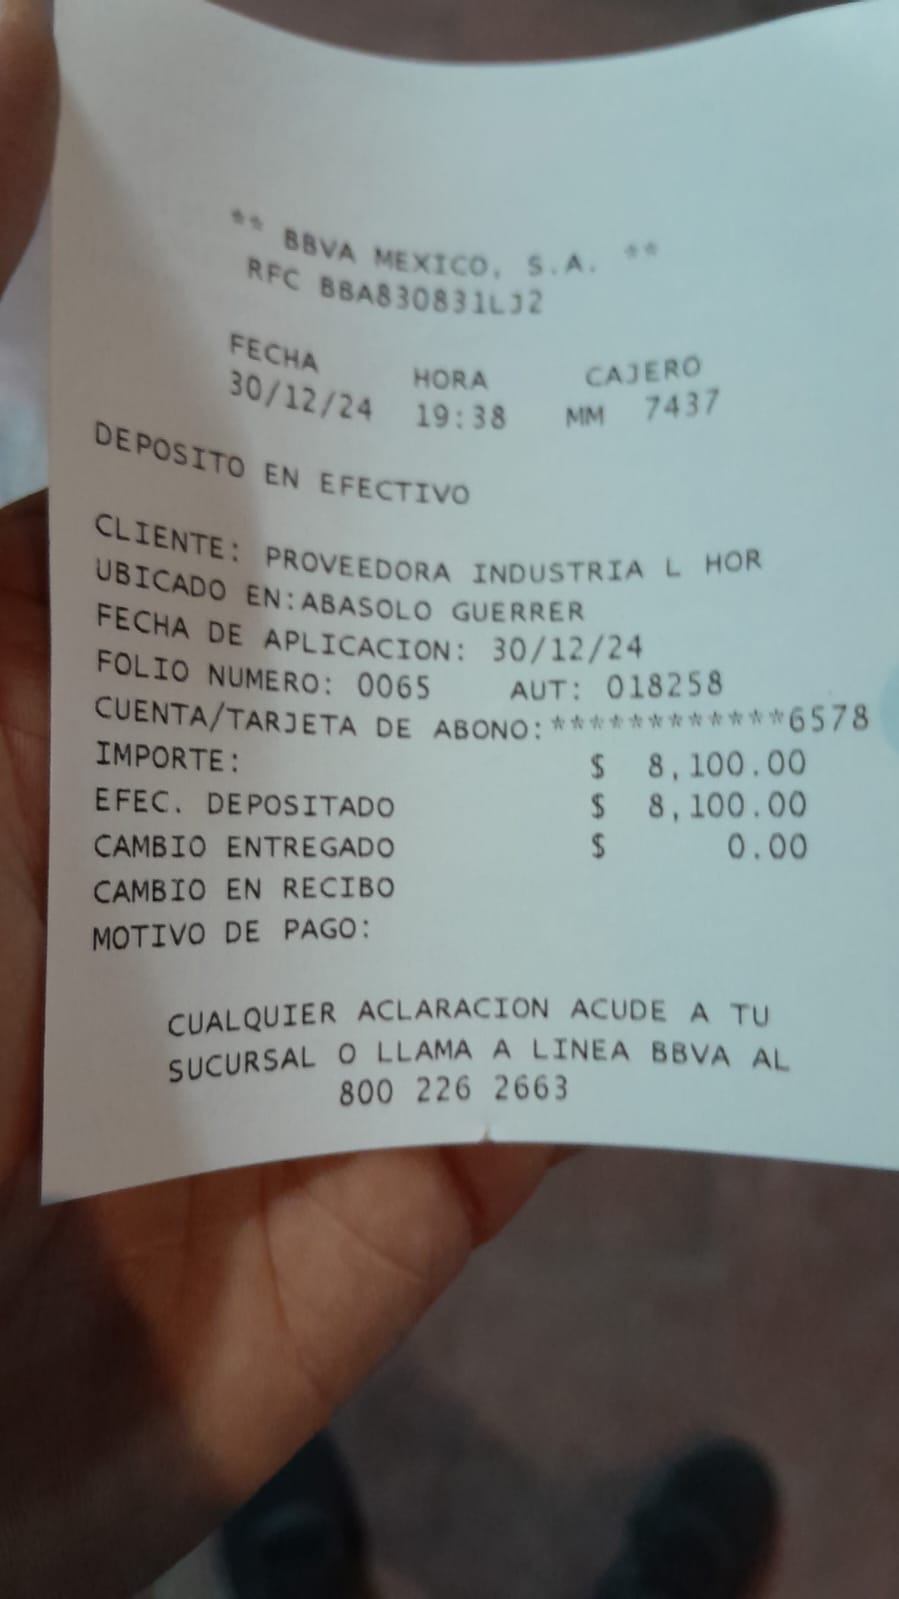 ** BBVA MEXICO, S.A. **
RFC BBA830831LJ2
FECHA HORA CAJERO
30/12/24 19:38 MM 7437
DEPOSITO EN EFECTIVO
CLIENTE: PROVEEDORA INDUSTRIA L HOR
UBICADO EN:ABASOLO GUERRER
FECHA DE APLICACION: 30/12/24
FOLIO NUMERO: 0065 AUT: 018258
CUENTA/TARJETA DE ABONO:************6578
IMPORTE: $ 8,100.00
EFEC. DEPOSITADO $ 8,100.00
CAMBIO ENTREGADO $ 0.00
CAMBIO EN RECIBO
MOTIVO DE PAGO:
CUALQUIER ACLARACION ACUDE A TU
SUCURSAL O LLAMA A LINEA BBVA AL
800 226 2663